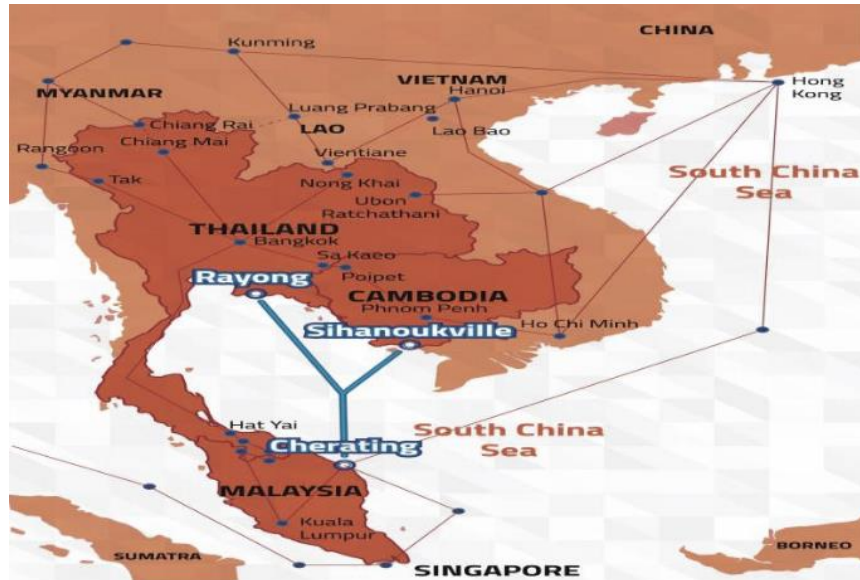 CHINA
Kunming
MYANMAR
VIETNAM
Hanoi
Hong
Kong
Luang Prabang
LAO
Lao Bao
Chiang Rai
Chiang Mai
Rangoon
Vientiane
Tak
Nong Khai
Ubon
Ratchathani
South China
Sea
THAILAND
Bangkok
Sa Kaeo
Poipet
Rayong
CAMBODIA
Phnom Penh
Sihanoukville
Ho Chi Minh
Hat Yai
Cherating
South China
Sea
MALAYSIA
Kuala
Lumpur
SUMATRA
SINGAPORE
BORNEO